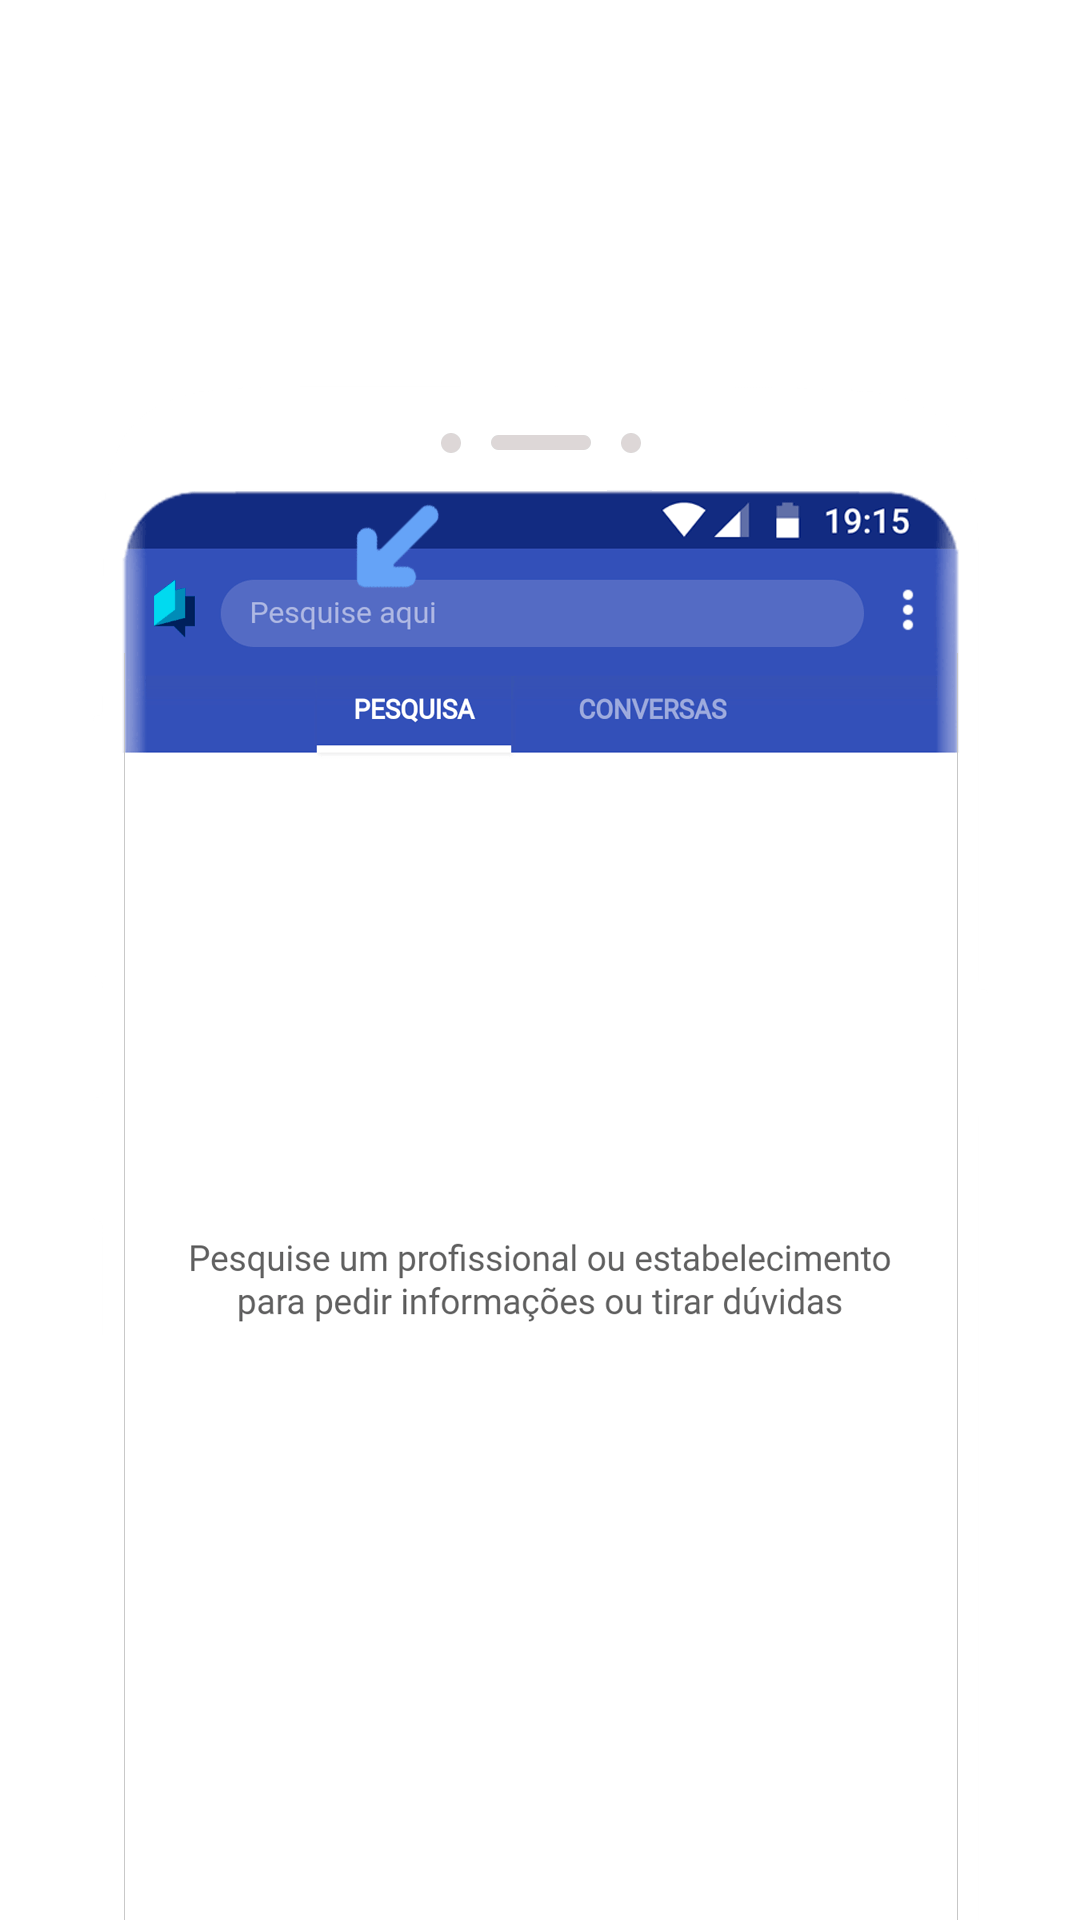 19:15
Pesquise aqui
PESQUISA
CONVERSAS
Pesquise um profissional ou estabelecimento
para pedir informações ou tirar dúvidas